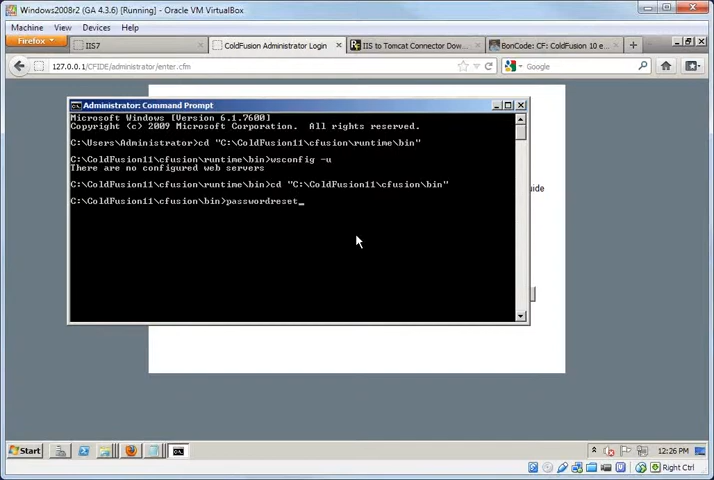 Windows2008r2 (GA 4.3.6) [Running] - Oracle VM VirtualBox
Machine View Devices Help
Firefox
IIS7
ColdFusion Administrator Login
IIS to Tomcat Connector Dow...
BonCode: CF: ColdFusion 10 e...
127.0.0.1/CFIDE/administrator/enter.cfm
Google
Administrator: Command Prompt
Microsoft Windows [Version 6.1.7600]
Copyright (c) 2009 Microsoft Corporation. All rights reserved.
C:\Users\Administrator>cd "C:\ColdFusion11\cfusion\runtime\bin"
C:\ColdFusion11\cfusion\runtime\bin>wsconfig -u
There are no configured web servers
C:\ColdFusion11\cfusion\runtime\bin>cd "C:\ColdFusion11\cfusion\bin"
uide
C:\ColdFusion11\cfusion\bin>passwordreset_
Start
12:26 PM
Right Ctrl